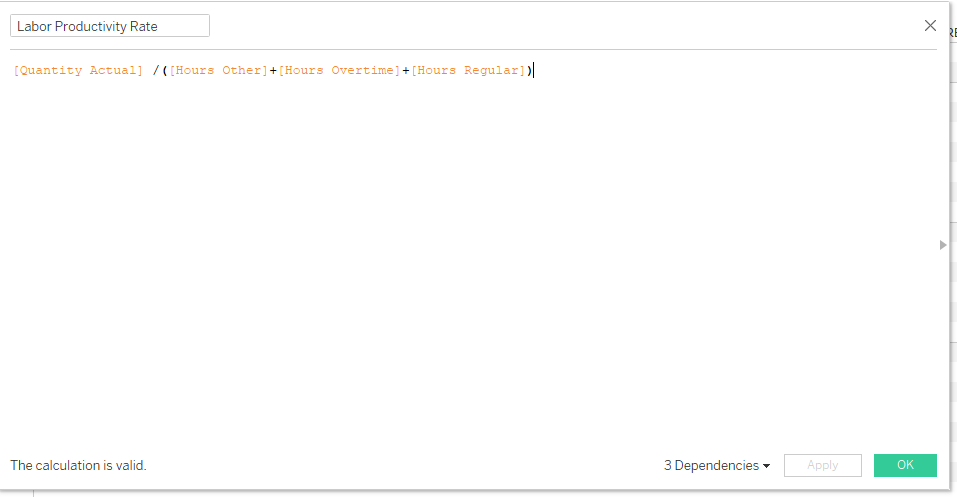 Labor Productivity Rate
[Quantity Actual] /([Hours Other]+[Hours Overtime]+[Hours Regular])
The calculation is valid.
3 Dependencies
Apply
OK